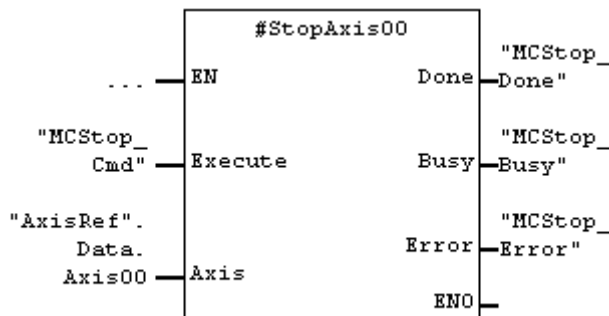 #StopAxis00
"MCStop_
... EN Done Done"
"MCStop_ "MCStop_
Cmd" Execute Busy Busy"
"AxisRef". "MCStop_
Data. Error Error"
Axis00 Axis
ENO